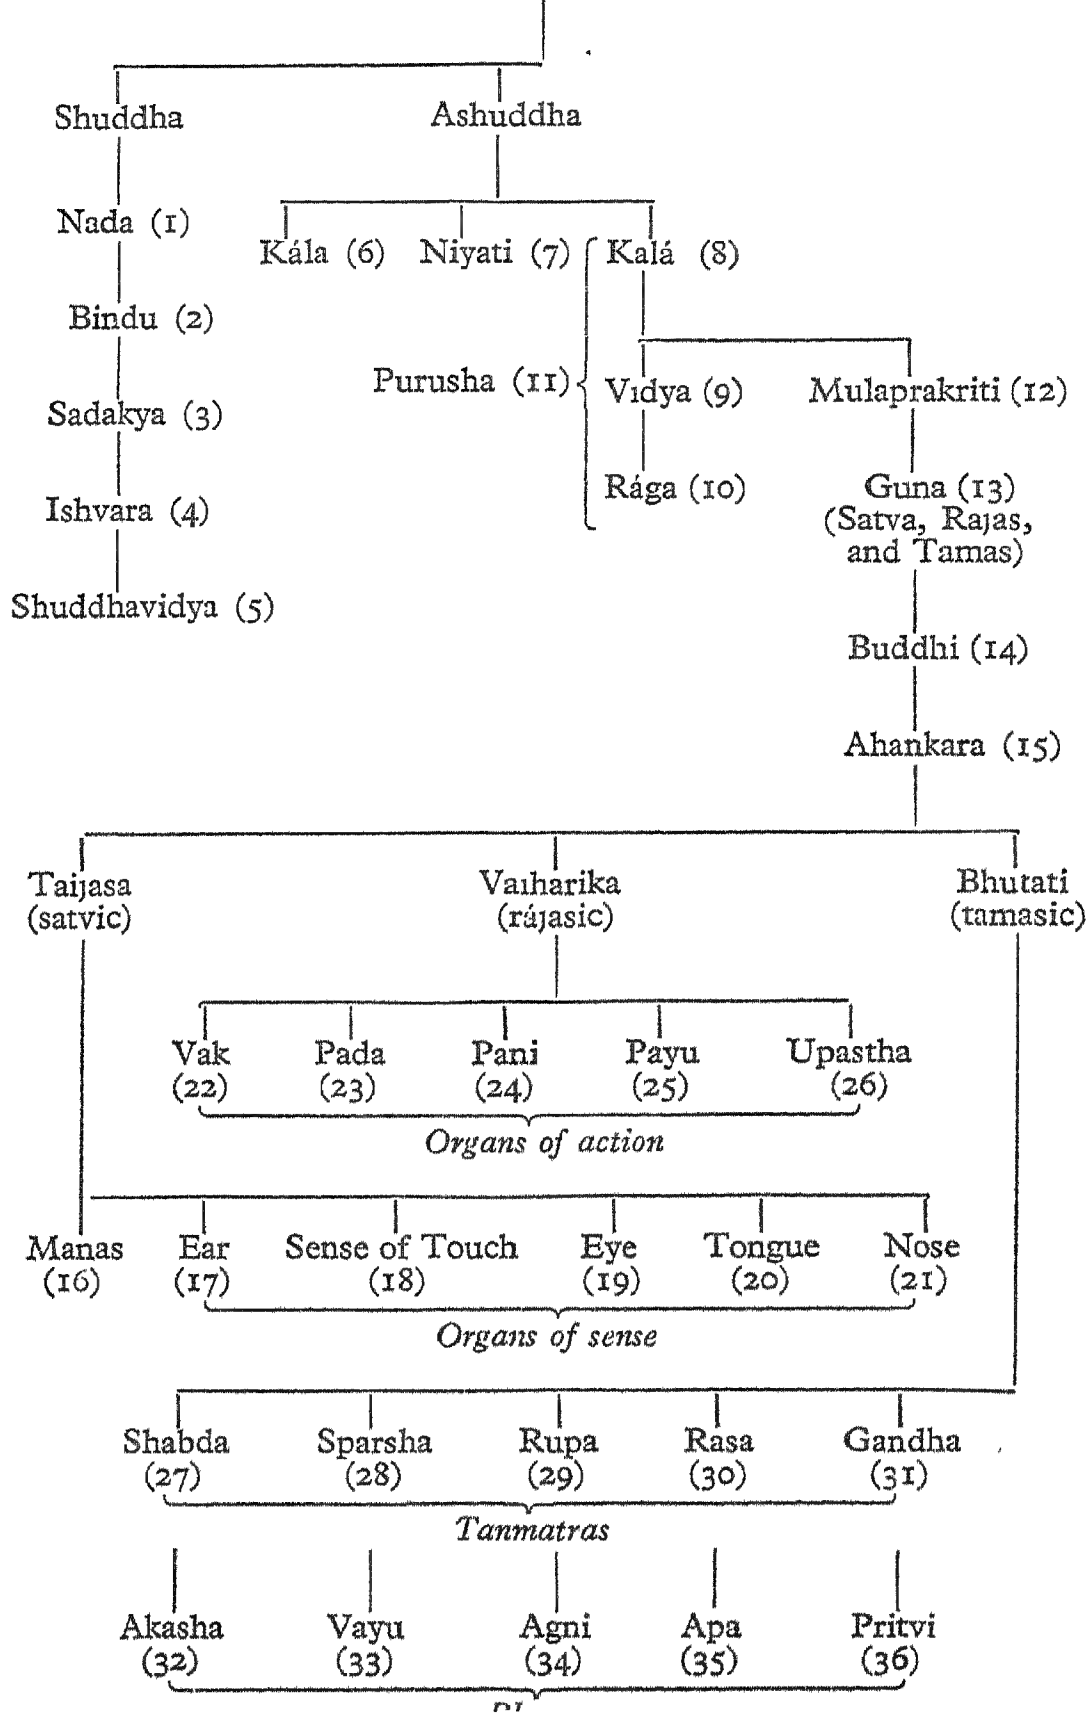 Shuddha Ashuddha
Nada (1)
Kála (6) Niyati (7) Kalá (8)
Bindu (2)
Purusha (11) Vidya (9) Mulaprakriti (12)
Sadakya (3)
Rága (10) Guna (13)
Ishvara (4) (Satva, Rajas,
and Tamas)
Shuddhavidya (5)
Buddhi (14)
Ahankara (15)
Taijasa Vaiharika Bhutati
(satvic) (rájasic) (tamasic)
Vak Pada Pani Payu Upastha
(22) (23) (24) (25) (26)
Organs of action
Manas Ear Sense of Touch Eye Tongue Nose
(16) (17) (18) (19) (20) (21)
Organs of sense
Shabda Sparsha Rupa Rasa Gandha
(27) (28) (29) (30) (31)
Tanmatras
Akasha Vayu Agni Apa Pritvi
(32) (33) (34) (35) (36)